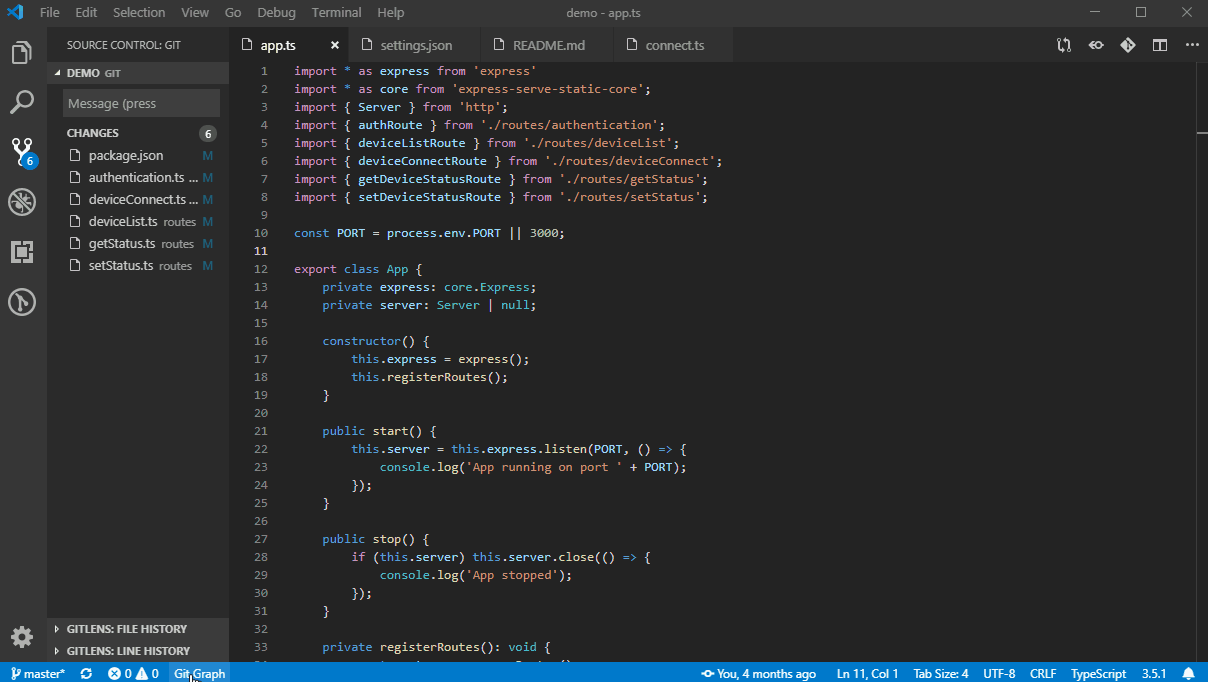 File Edit Selection View Go Debug Terminal Help demo - app.ts
SOURCE CONTROL: GIT
DEMO GIT
Message (press
CHANGES 6
package.json M
authentication.ts ... M
deviceConnect.ts ... M
deviceList.ts routes M
getStatus.ts routes M
setStatus.ts routes M
6
GITLENS: FILE HISTORY
GITLENS: LINE HISTORY
app.ts × settings.json README.md connect.ts
1 import * as express from 'express'
2 import * as core from 'express-serve-static-core';
3 import { Server } from 'http';
4 import { authRoute } from './routes/authentication';
5 import { deviceListRoute } from './routes/deviceList';
6 import { deviceConnectRoute } from './routes/deviceConnect';
7 import { getDeviceStatusRoute } from './routes/getStatus';
8 import { setDeviceStatusRoute } from './routes/setStatus';
9
10 const PORT = process.env.PORT || 3000;
11
12 export class App {
13     private express: core.Express;
14     private server: Server | null;
15
16     constructor() {
17         this.express = express();
18         this.registerRoutes();
19     }
20
21     public start() {
22         this.server = this.express.listen(PORT, () => {
23             console.log('App running on port ' + PORT);
24         });
25     }
26
27     public stop() {
28         if (this.server) this.server.close(() => {
29             console.log('App stopped');
30         });
31     }
32
33     private registerRoutes(): void {
master* 0 0 Git Graph You, 4 months ago Ln 11, Col 1 Tab Size: 4 UTF-8 CRLF TypeScript 3.5.1